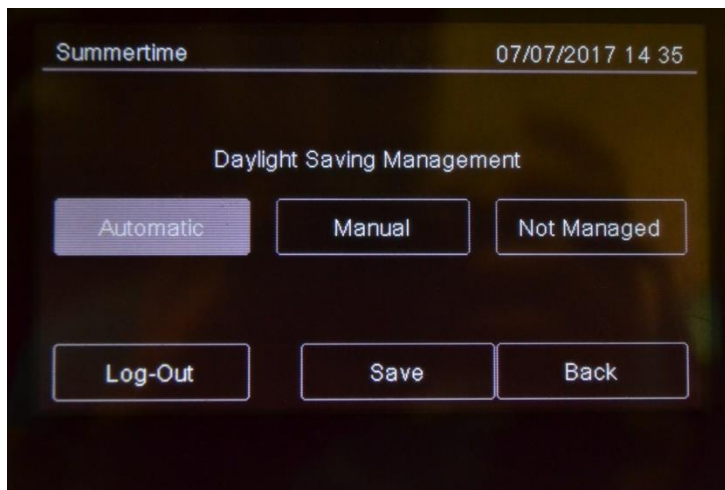 Summertime 07/07/2017 14 35
Daylight Saving Management
Automatic Manual Not Managed
Log-Out Save Back